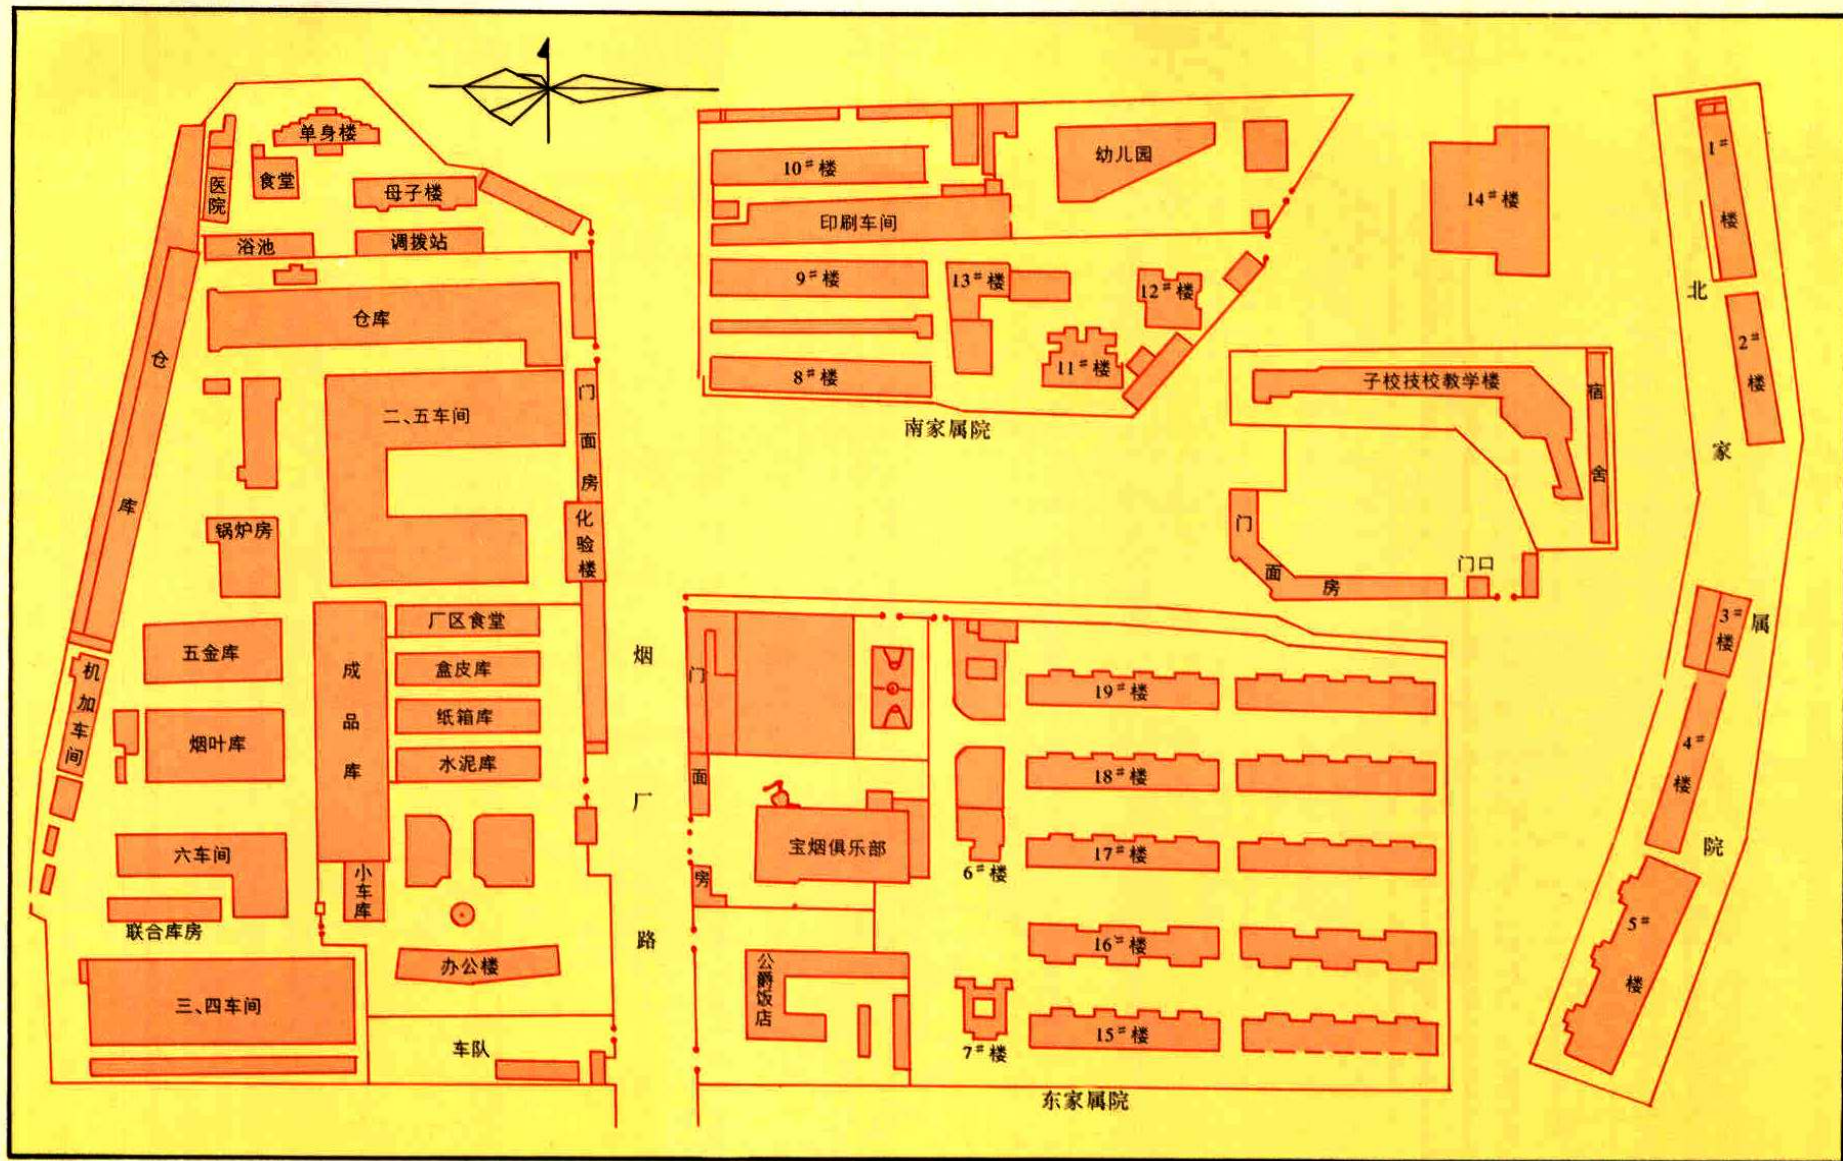 单身楼
医院
食堂
母子楼
浴池
调拨站
仓库
仓库
二、五车间
门面房
化验楼
锅炉房
厂区食堂
五金库
盒皮库
成品库
机加车间
纸箱库
烟叶库
水泥库
六车间
小车库
联合库房
办公楼
三、四车间
车队
烟厂路
10#楼
幼儿园
印刷车间
9#楼
13#楼
12#楼
8#楼
11#楼
南家属院
14#楼
子校技校教学楼
宿舍
门面房
门口
北家属院
1#楼
2#楼
3#楼
4#楼
5#楼
门面房
宝烟俱乐部
公爵饭店
6#楼
7#楼
19#楼
18#楼
17#楼
16#楼
15#楼
东家属院